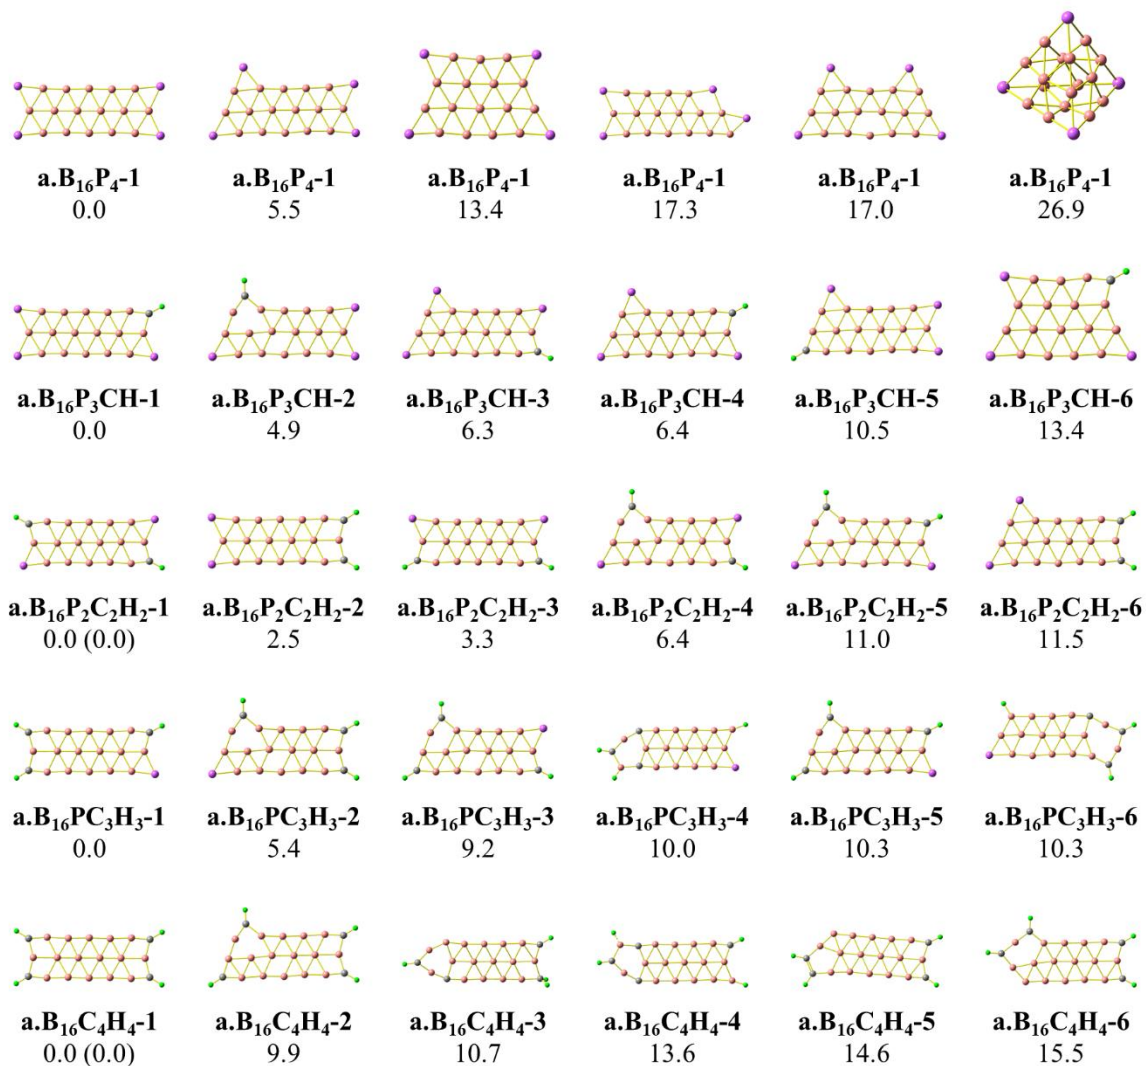 a.B₁₆P₄-1 a.B₁₆P₄-1 a.B₁₆P₄-1 a.B₁₆P₄-1 a.B₁₆P₄-1 a.B₁₆P₄-1
0.0 5.5 13.4 17.3 17.0 26.9
a.B₁₆P₃CH-1 a.B₁₆P₃CH-2 a.B₁₆P₃CH-3 a.B₁₆P₃CH-4 a.B₁₆P₃CH-5 a.B₁₆P₃CH-6
0.0 4.9 6.3 6.4 10.5 13.4
a.B₁₆P₂C₂H₂-1 a.B₁₆P₂C₂H₂-2 a.B₁₆P₂C₂H₂-3 a.B₁₆P₂C₂H₂-4 a.B₁₆P₂C₂H₂-5 a.B₁₆P₂C₂H₂-6
0.0 (0.0) 2.5 3.3 6.4 11.0 11.5
a.B₁₆PC₃H₃-1 a.B₁₆PC₃H₃-2 a.B₁₆PC₃H₃-3 a.B₁₆PC₃H₃-4 a.B₁₆PC₃H₃-5 a.B₁₆PC₃H₃-6
0.0 5.4 9.2 10.0 10.3 10.3
a.B₁₆C₄H₄-1 a.B₁₆C₄H₄-2 a.B₁₆C₄H₄-3 a.B₁₆C₄H₄-4 a.B₁₆C₄H₄-5 a.B₁₆C₄H₄-6
0.0 (0.0) 9.9 10.7 13.6 14.6 15.5